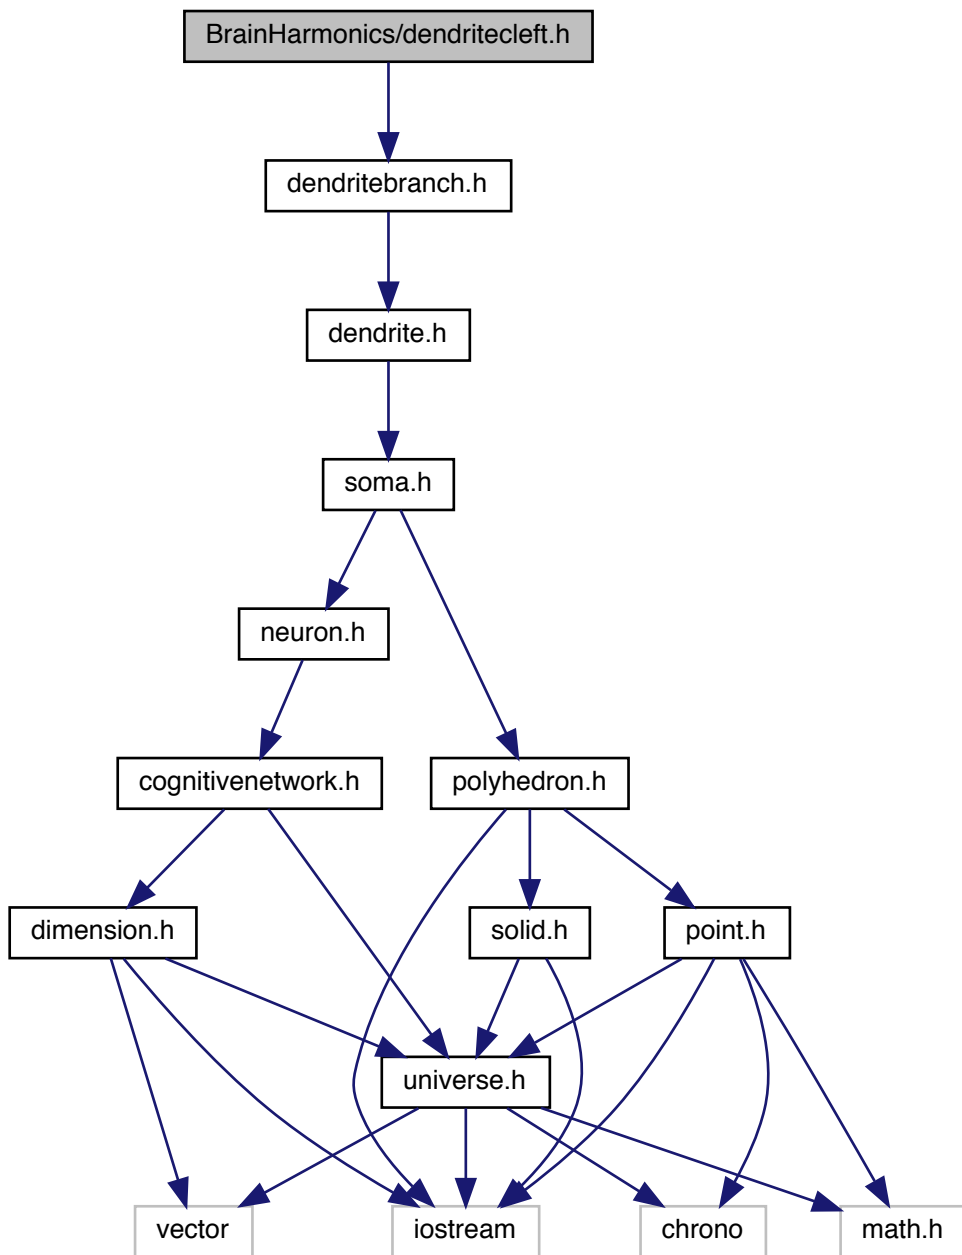 BrainHarmonics/dendritecleft.h
dendritebranch.h
dendrite.h
soma.h
neuron.h
cognitivenetwork.h
polyhedron.h
dimension.h
solid.h
point.h
universe.h
vector
iostream
chrono
math.h